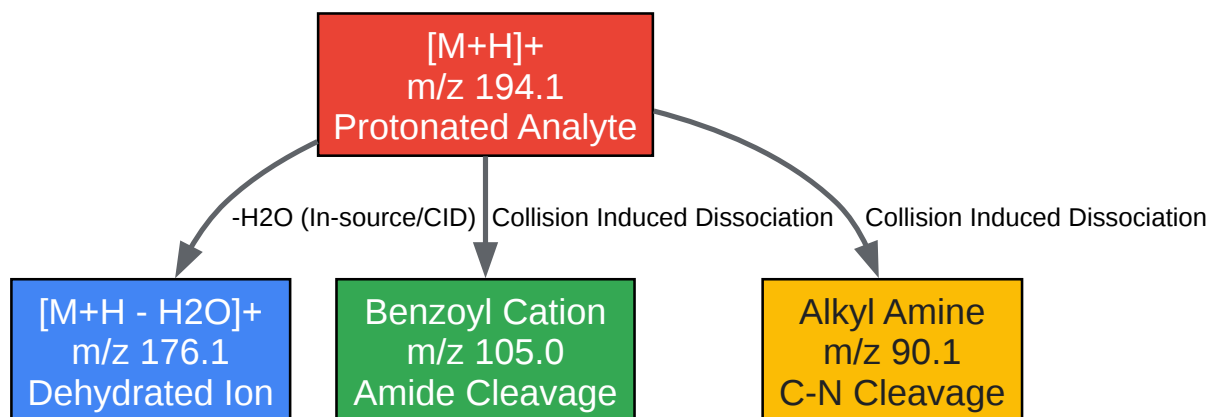 [M+H]+
m/z 194.1
Protonated Analyte
-H2O (In-source/CID)
Collision Induced Dissociation
Collision Induced Dissociation
[M+H - H2O]+
m/z 176.1
Dehydrated Ion
Benzoyl Cation
m/z 105.0
Amide Cleavage
Alkyl Amine
m/z 90.1
C-N Cleavage